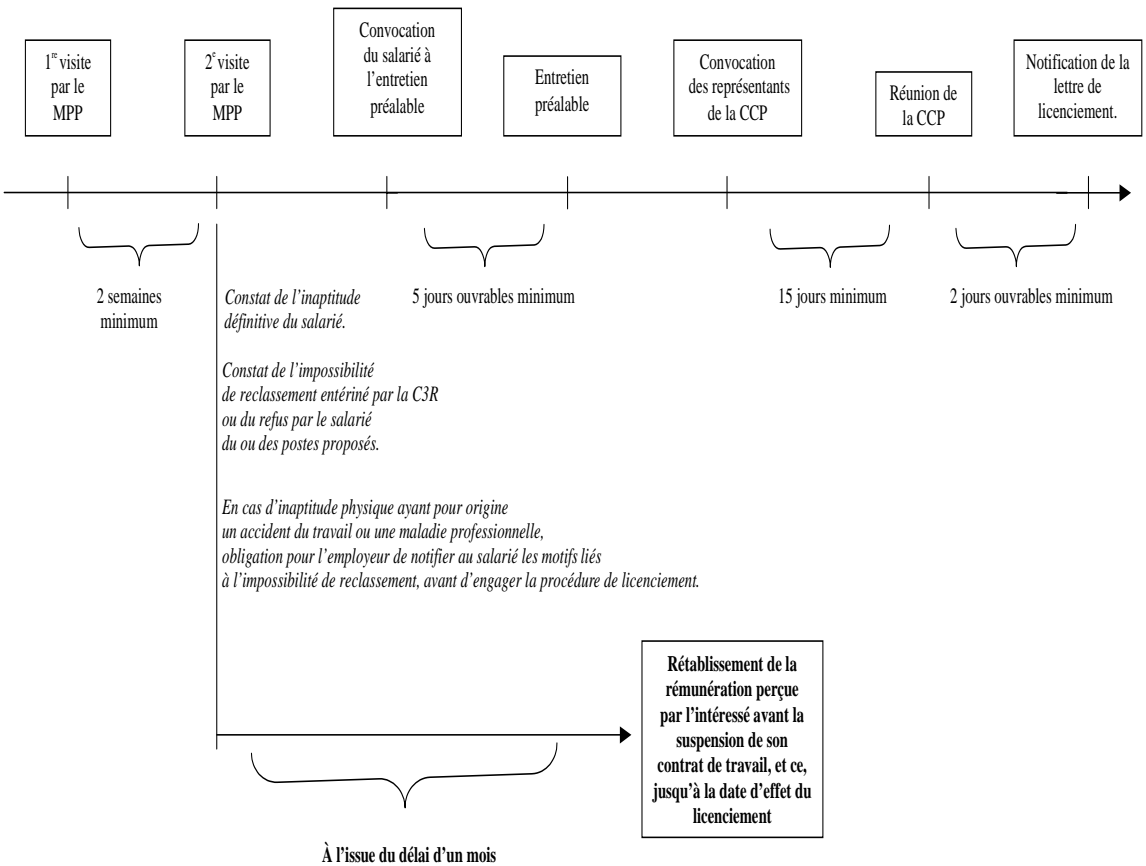 1re visite
par le
MPP
2e visite
par le
MPP
Convocation
du salarié à
l’entretien
préalable
Entretien
préalable
Convocation
des représentants
de la CCP
Réunion de
la CCP
Notification de la
lettre de
licenciement.
2 semaines
minimum
5 jours ouvrables minimum
15 jours minimum
2 jours ouvrables minimum
Constat de l’inaptitude
définitive du salarié.
Constat de l’impossibilité
de reclassement entériné par la C3R
ou du refus par le salarié
du ou des postes proposés.
En cas d’inaptitude physique ayant pour origine
un accident du travail ou une maladie professionnelle,
obligation pour l’employeur de notifier au salarié les motifs liés
à l’impossibilité de reclassement, avant d’engager la procédure de licenciement.
Rétablissement de la
rémunération perçue
par l’intéressé avant la
suspension de son
contrat de travail, et ce,
jusqu’à la date d’effet du
licenciement
À l’issue du délai d’un mois